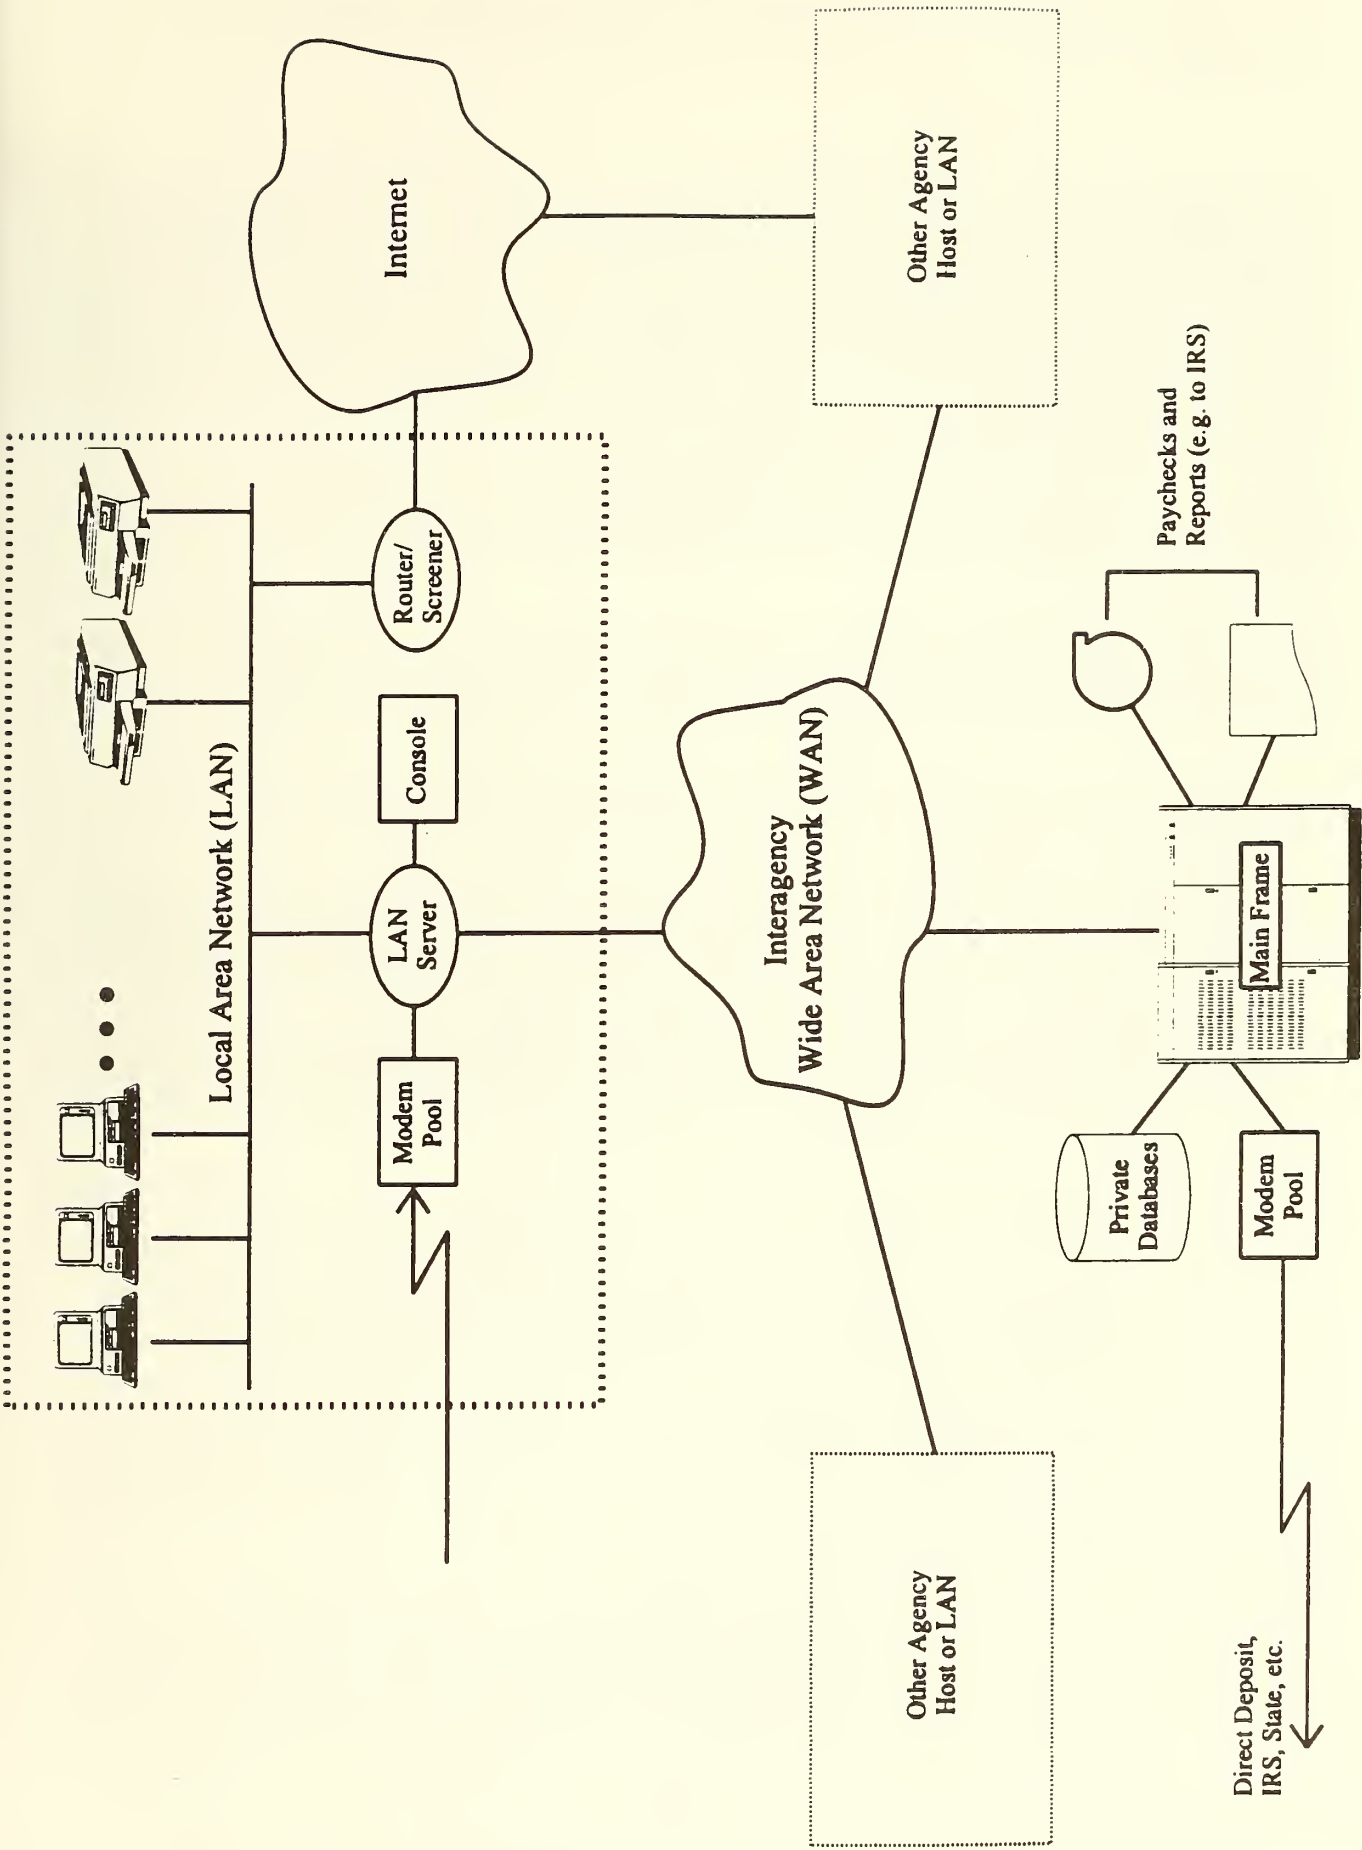 Local Area Network (LAN)
Modem
Pool
LAN
Server
Console
Router/
Screener
Internet
Interagency
Wide Area Network (WAN)
Other Agency
Host or LAN
Other Agency
Host or LAN
Private
Databases
Modem
Pool
Main Frame
Paychecks and
Reports (e.g. to IRS)
Direct Deposit,
IRS, State, etc.